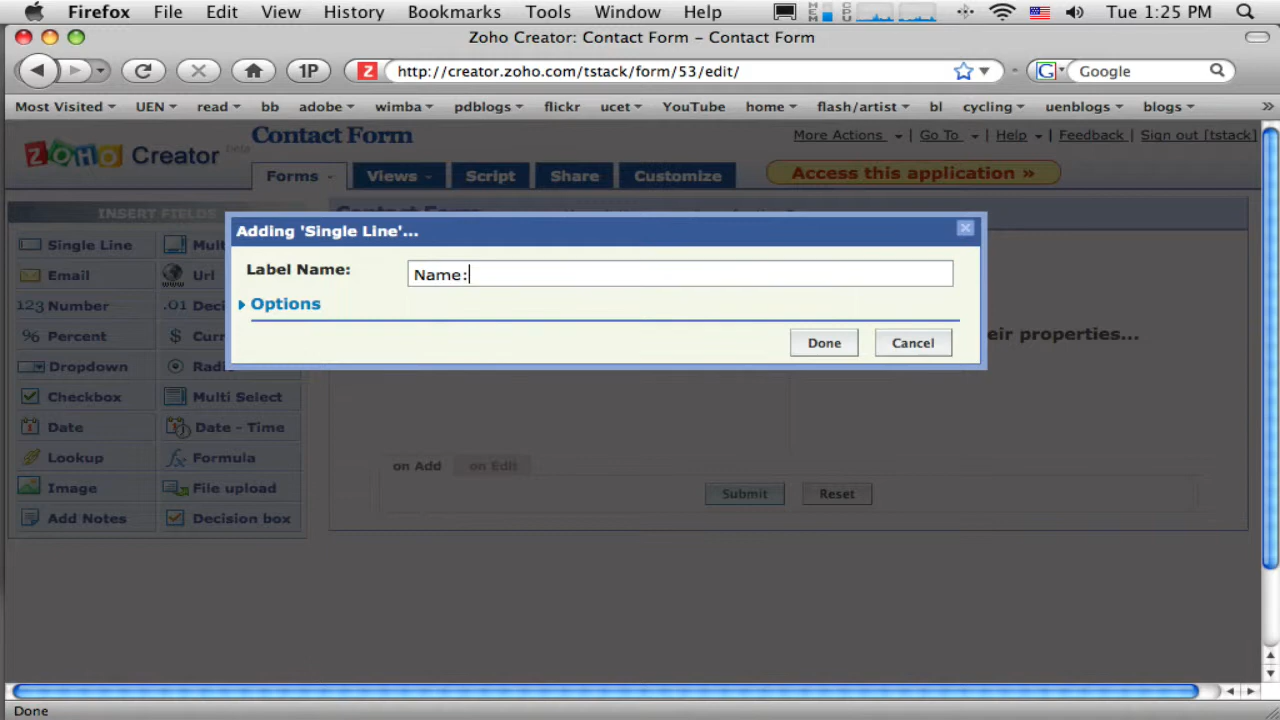 Firefox File Edit View History Bookmarks Tools Window Help Tue 1:25 PM
Zoho Creator: Contact Form – Contact Form
1P Z http://creator.zoho.com/tstack/form/53/edit/ G Google
Most Visited UEN read bb adobe wimba pdblogs flickr ucet YouTube home flash/artist bl cycling uenblogs blogs »
ZOHO Creator beta Contact Form More Actions Go To Help Feedback Sign out [tstack]
Forms Views Script Share Customize Access this application »
INSERT FIELDS Contact Form
Adding 'Single Line'...
Single Line Mult
Label Name: Name:
Email Url
Options
123 Number .01 Deci
% Percent $ Curr eir properties...
Done Cancel
Dropdown Radi
Checkbox Multi Select
Date Date - Time
Lookup Formula on Add on Edit
Image File upload Submit Reset
Add Notes Decision box
Done